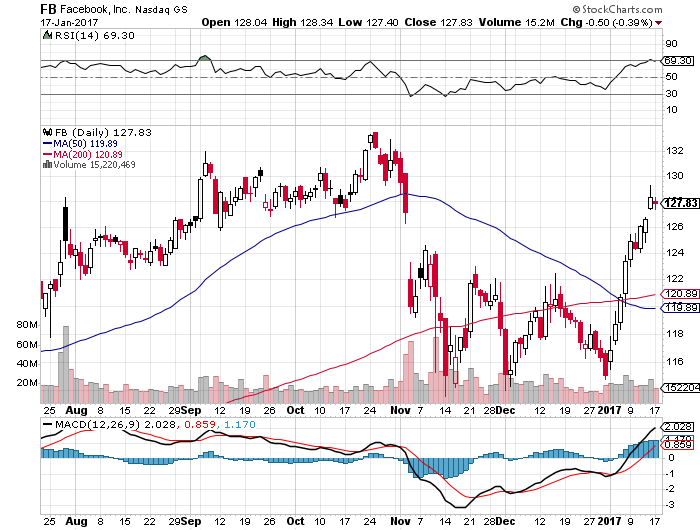 FB Facebook, Inc. Nasdaq GS © StockCharts.com
17-Jan-2017 Open 128.04 High 128.34 Low 127.40 Close 127.83 Volume 15.2M Chg -0.50 (-0.39%)
RSI(14) 69.30
90
69.30
50
30
10
FB (Daily) 127.83
MA(50) 119.89
MA(200) 120.89
Volume 15,220,469
132
130
127.83
126
124
122
120.89
119.89
118
116
15220469
80M
60M
40M
20M
25 Aug 8 15 22 29 Sep 12 19 26 Oct 10 17 24 Nov 7 14 21 28 Dec 12 19 27 2017 9 17
MACD(12,26,9) 2.028, 0.859, 1.170
2.028
1.170
0.859
0
-1
-2
-3
25 Aug 8 15 22 29 Sep 12 19 26 Oct 10 17 24 Nov 7 14 21 28 Dec 12 19 27 2017 9 17